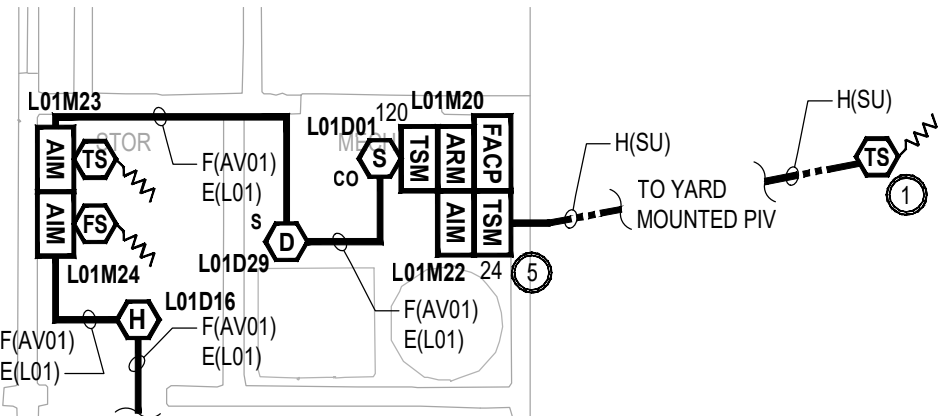 L01M23
STOR
AIM
TS
AIM
FS
L01M24
F(AV01)
E(L01)
F(AV01)
E(L01)
H
L01D16
F(AV01)
E(L01)
S
D
L01D29
L01D01
120
L01M20
S
CO
TSM
ARM
FACP
AIM
TSM
L01M22
24
5
F(AV01)
E(L01)
H(SU)
TO YARD
MOUNTED PIV
H(SU)
TS
1